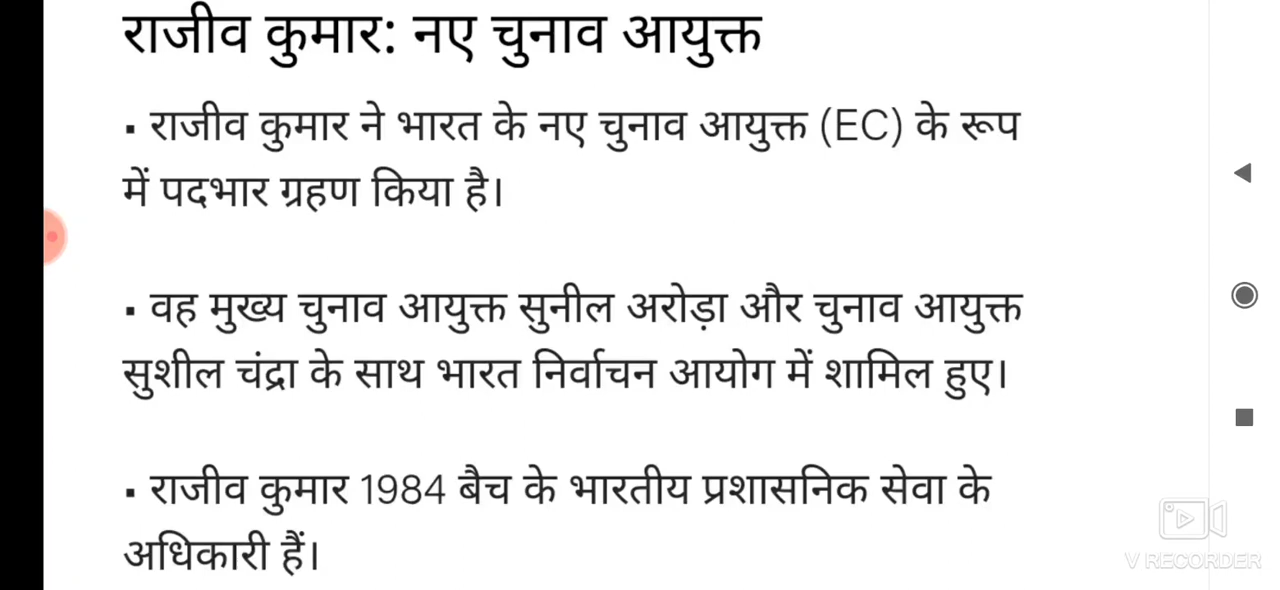 राजीव कुमार: नए चुनाव आयुक्त
▪ राजीव कुमार ने भारत के नए चुनाव आयुक्त (EC) के रूप
में पदभार ग्रहण किया है।
▪ वह मुख्य चुनाव आयुक्त सुनील अरोड़ा और चुनाव आयुक्त
सुशील चंद्रा के साथ भारत निर्वाचन आयोग में शामिल हुए।
▪ राजीव कुमार 1984 बैच के भारतीय प्रशासनिक सेवा के
अधिकारी हैं।
V RECORDER